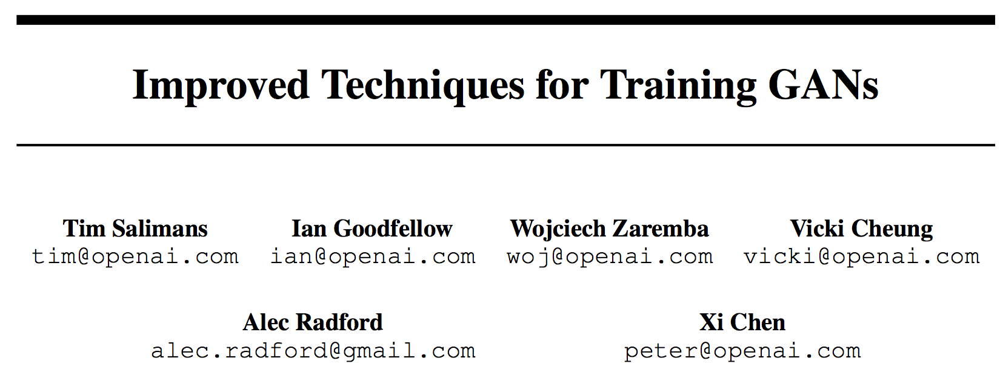 Improved Techniques for Training GANs
Tim Salimans Ian Goodfellow Wojciech Zaremba Vicki Cheung
tim@openai.com ian@openai.com woj@openai.com vicki@openai.com
Alec Radford Xi Chen
alec.radford@gmail.com peter@openai.com